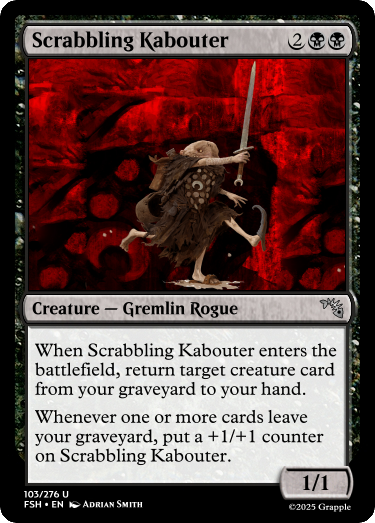 Scrabbling Kabouter 2
Creature — Gremlin Rogue
When Scrabbling Kabouter enters the
battlefield, return target creature card
from your graveyard to your hand.
Whenever one or more cards leave
your graveyard, put a +1/+1 counter
on Scrabbling Kabouter.
1/1
103/276 U
FSH • EN Adrian Smith
©2025 Grapple